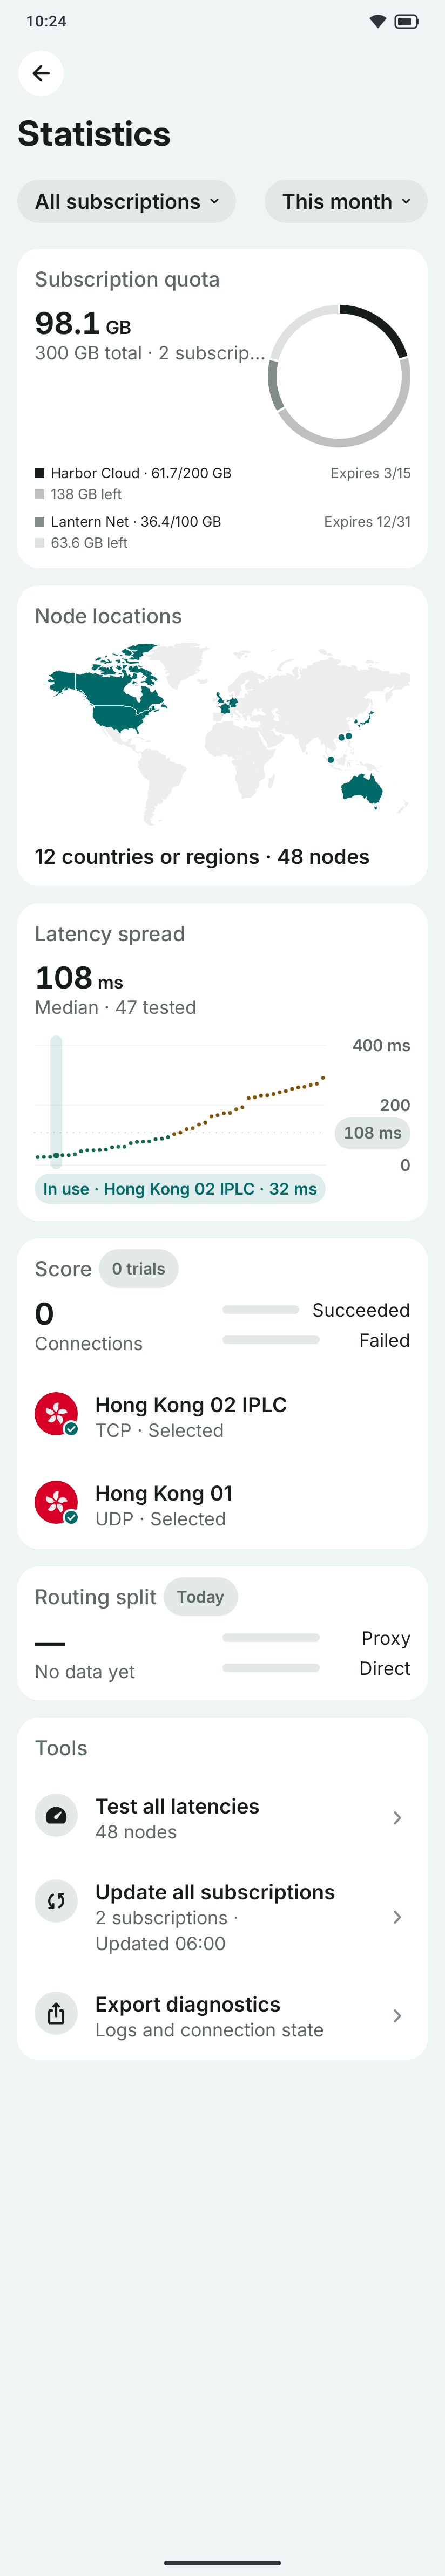 10:24
Statistics
All subscriptions
This month
Subscription quota
98.1 GB
300 GB total · 2 subscrip...
Harbor Cloud · 61.7/200 GB
Expires 3/15
138 GB left
Lantern Net · 36.4/100 GB
Expires 12/31
63.6 GB left
Node locations
12 countries or regions · 48 nodes
Latency spread
108 ms
Median · 47 tested
400 ms
200
108 ms
0
In use · Hong Kong 02 IPLC · 32 ms
Score
0 trials
0
Connections
Succeeded
Failed
Hong Kong 02 IPLC
TCP · Selected
Hong Kong 01
UDP · Selected
Routing split
Today
—
No data yet
Proxy
Direct
Tools
Test all latencies
48 nodes
Update all subscriptions
2 subscriptions ·
Updated 06:00
Export diagnostics
Logs and connection state